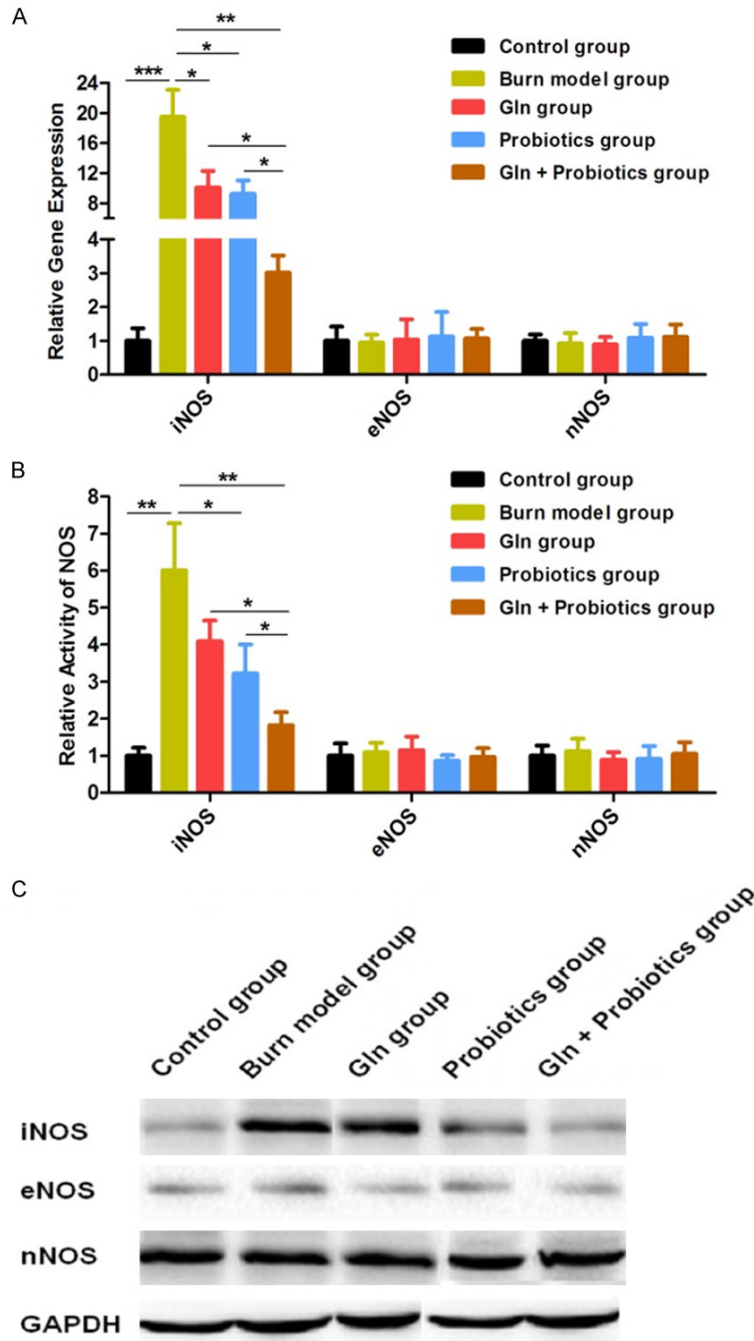 A
**
*
*** *
*
*
Control group
Burn model group
Gln group
Probiotics group
Gln + Probiotics group
Relative Gene Expression
24
20
16
12
8
4
3
2
1
0
iNOS
eNOS
nNOS
B
**
** *
*
*
Control group
Burn model group
Gln group
Probiotics group
Gln + Probiotics group
Relative Activity of NOS
8
7
6
5
4
3
2
1
0
iNOS
eNOS
nNOS
C
Control group
Burn model group
Gln group
Probiotics group
Gln + Probiotics group
iNOS
eNOS
nNOS
GAPDH